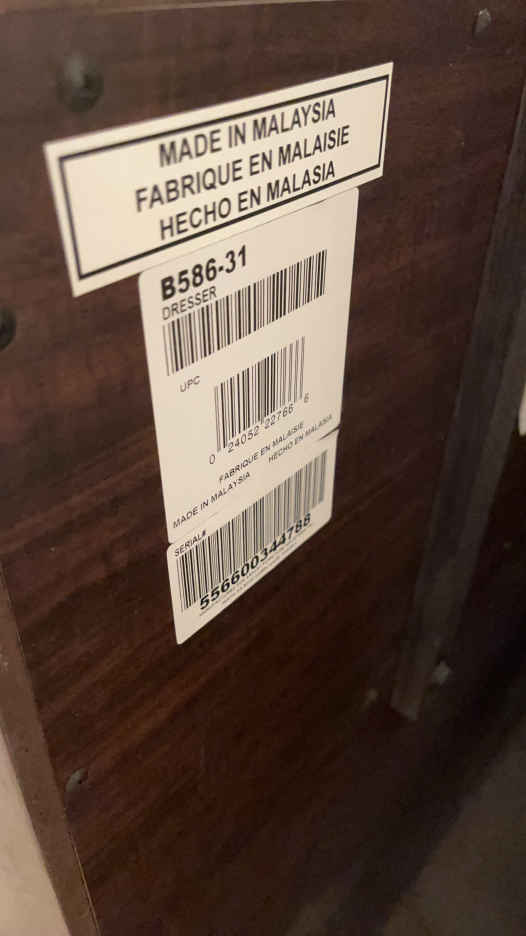 MADE IN MALAYSIA
FABRIQUE EN MALAISIE
HECHO EN MALASIA
B586-31
DRESSER
UPC
0 24052 22766 6
FABRIQUE EN MALAISIE
MADE IN MALAYSIA HECHO EN MALASIA
SERIAL#
556600344788